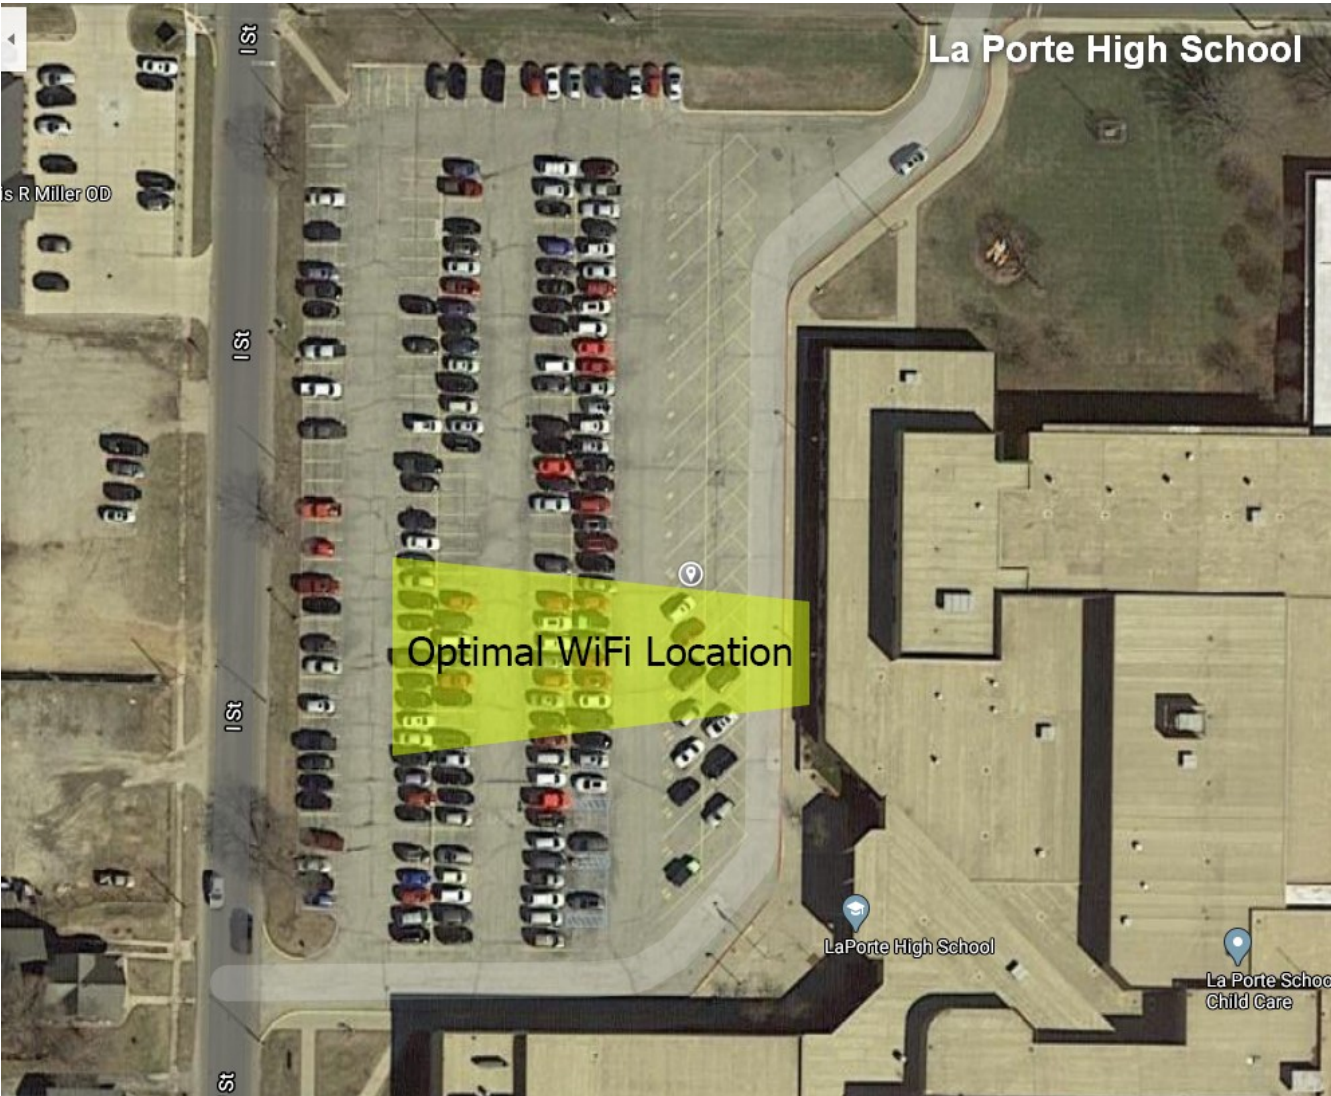 I St
La Porte High School
is R Miller OD
I St
Optimal WiFi Location
I St
LaPorte High School
La Porte Schoo
Child Care
St